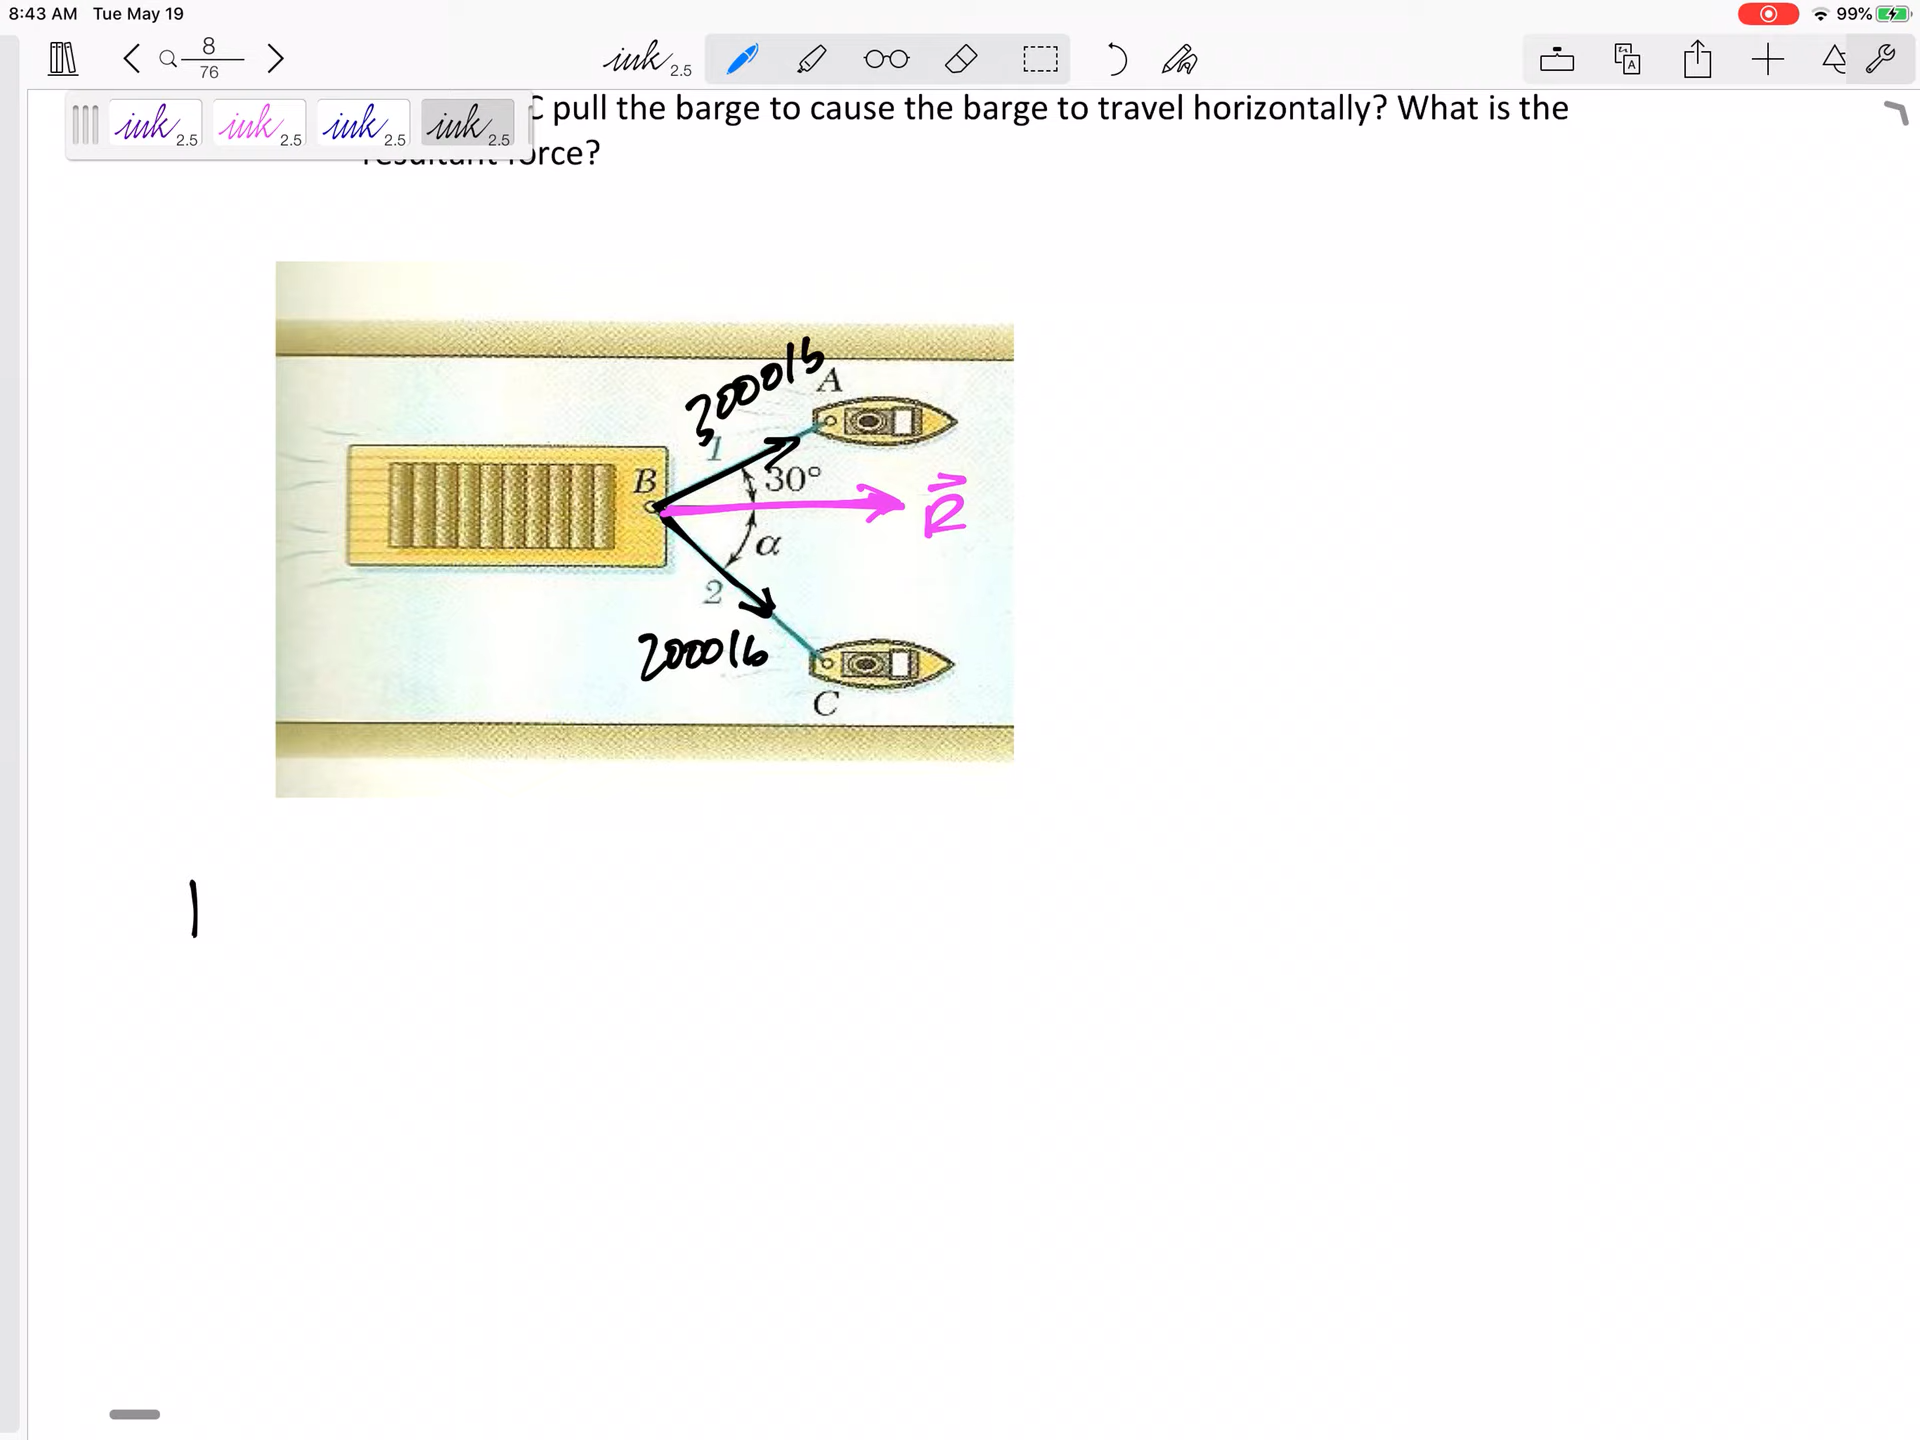 8:43 AM Tue May 19
99%
8
76
ink 2.5
ink 2.5
ink 2.5
ink 2.5
ink 2.5
C pull the barge to cause the barge to travel horizontally? What is the
resultant force?
3000lb
A
1
B
30°
R
α
2
2000lb
C